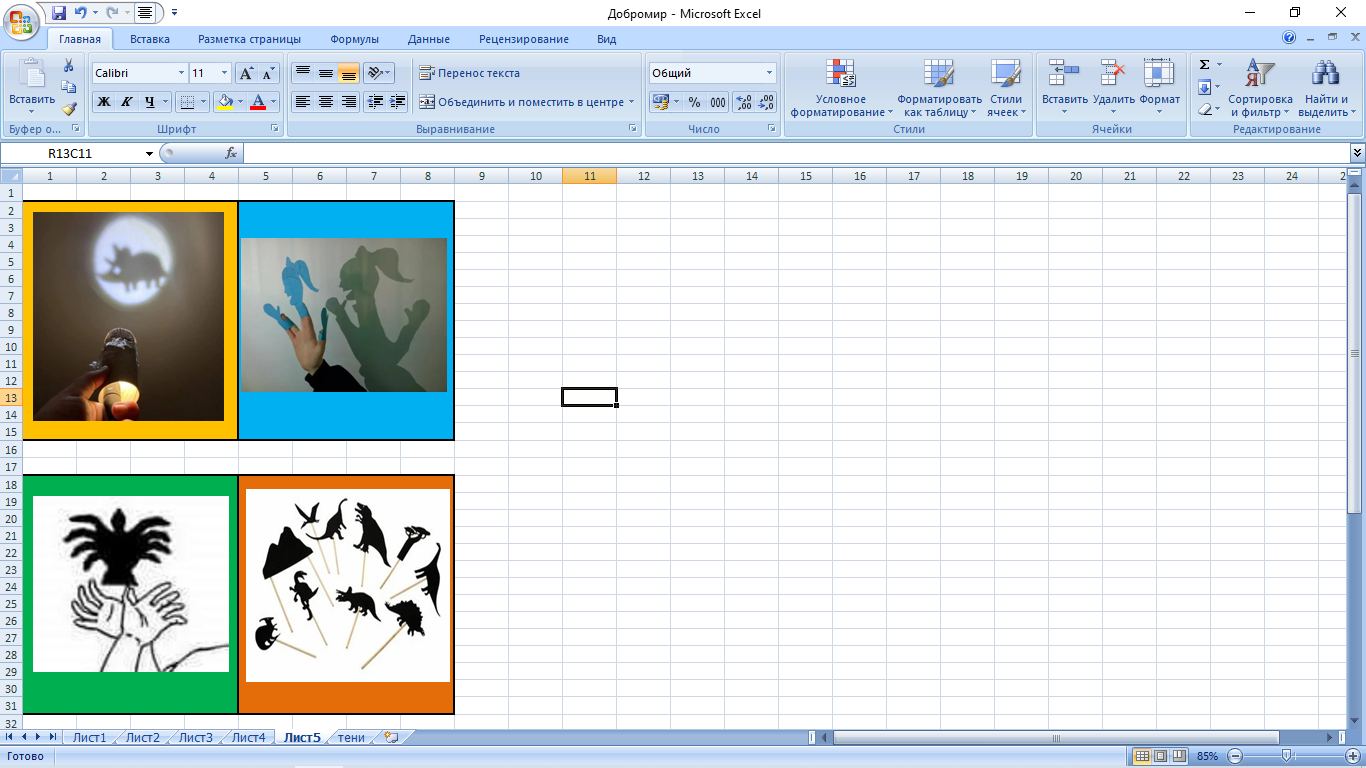 Добромир - Microsoft Excel
Главная Вставка Разметка страницы Формулы Данные Рецензирование Вид
Вставить
Буфер о...
Calibri 11
Ж К Ч
Шрифт
Перенос текста
Объединить и поместить в центре
Выравнивание
Общий
% 000
Число
Условное форматирование
Форматировать как таблицу
Стили ячеек
Стили
Вставить Удалить Формат
Ячейки
Σ
Сортировка и фильтр
Найти и выделить
Редактирование
R13C11 fx
1 2 3 4 5 6 7 8 9 10 11 12 13 14 15 16 17 18 19 20 21 22 23 24
1
2
3
4
5
6
7
8
9
10
11
12
13
14
15
16
17
18
19
20
21
22
23
24
25
26
27
28
29
30
31
32
Лист1 Лист2 Лист3 Лист4 Лист5 тени
Готово 85%